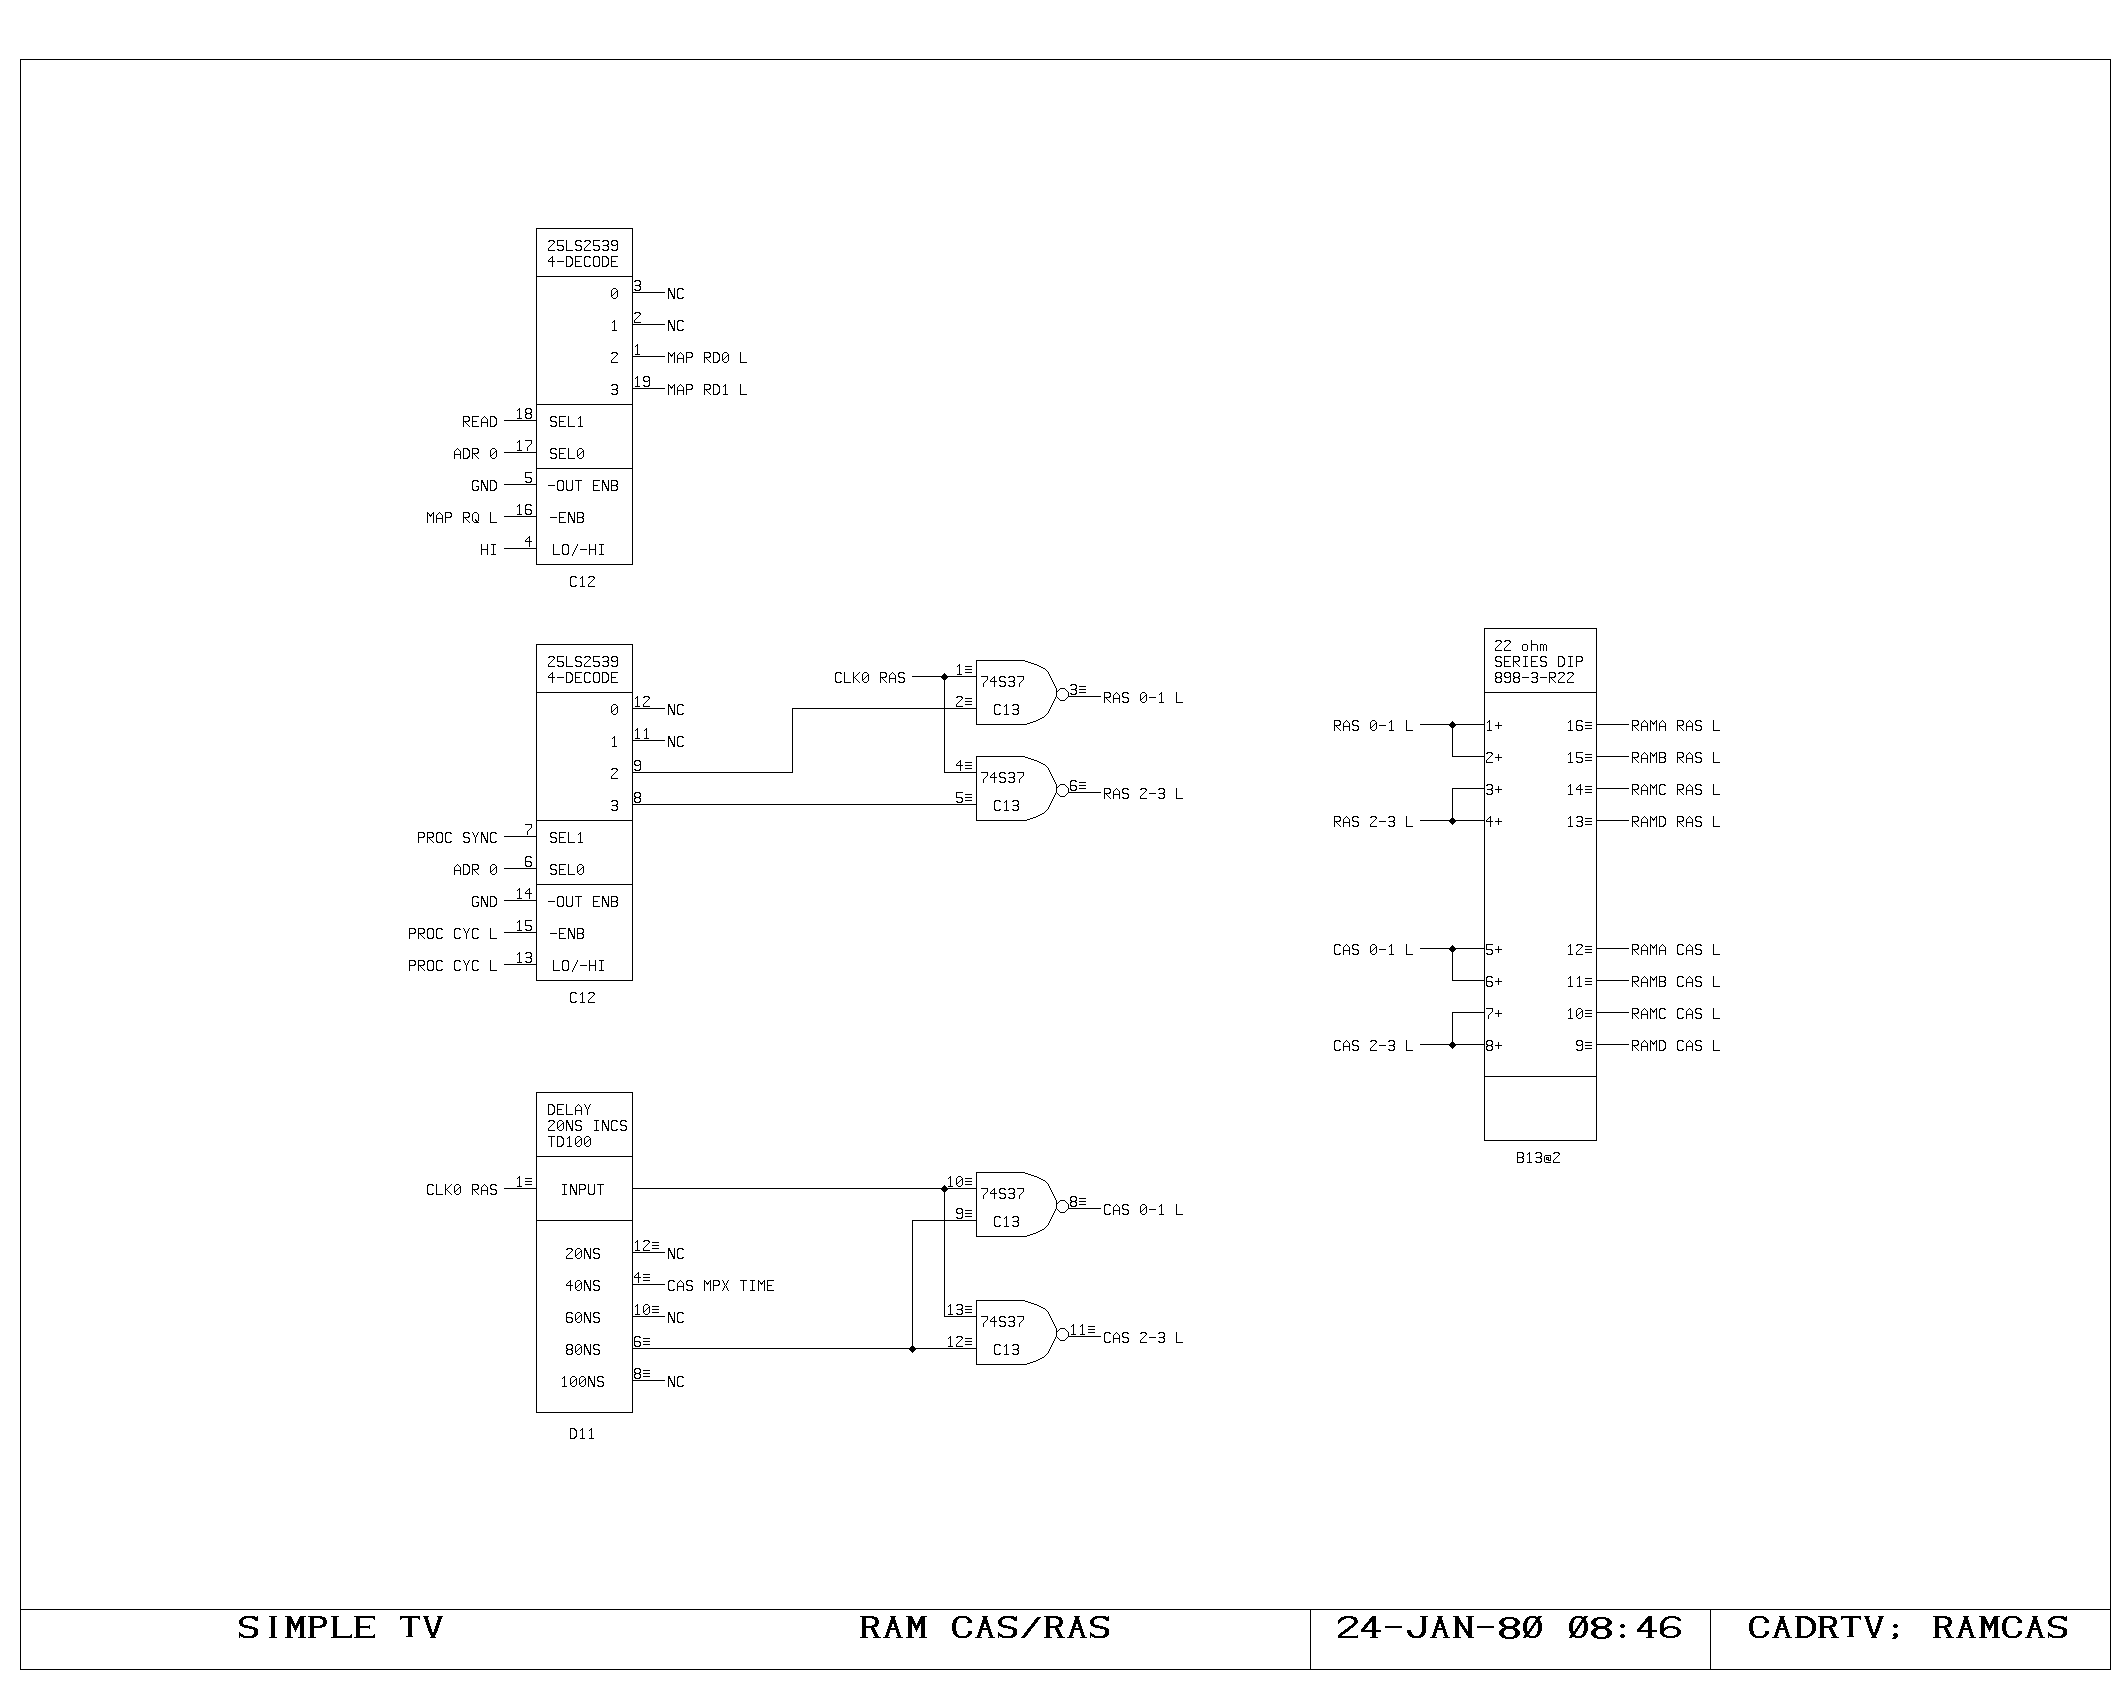 25LS2539
4-DECODE
0 3 NC
1 2 NC
2 1 MAP RD0 L
3 19 MAP RD1 L
READ 18 SEL1
ADR 0 17 SEL0
GND 5 -OUT ENB
MAP RQ L 16 -ENB
HI 4 LO/-HI
C12
25LS2539
4-DECODE
0 12 NC
1 11 NC
2 9
3 8
PROC SYNC 7 SEL1
ADR 0 6 SEL0
GND 14 -OUT ENB
PROC CYC L 15 -ENB
PROC CYC L 13 LO/-HI
C12
CLK0 RAS 1≡ 74S37 3≡ RAS 0-1 L
2≡ C13
4≡ 74S37 6≡ RAS 2-3 L
5≡ C13
22 ohm
SERIES DIP
898-3-R22
RAS 0-1 L 1+ 16≡ RAMA RAS L
2+ 15≡ RAMB RAS L
3+ 14≡ RAMC RAS L
RAS 2-3 L 4+ 13≡ RAMD RAS L
CAS 0-1 L 5+ 12≡ RAMA CAS L
6+ 11≡ RAMB CAS L
7+ 10≡ RAMC CAS L
CAS 2-3 L 8+ 9≡ RAMD CAS L
B13@2
DELAY
20NS INCS
TD100
CLK0 RAS 1≡ INPUT
20NS 12≡ NC
40NS 4≡ CAS MPX TIME
60NS 10≡ NC
80NS 6≡
100NS 8≡ NC
D11
10≡ 74S37 8≡ CAS 0-1 L
9≡ C13
13≡ 74S37 11≡ CAS 2-3 L
12≡ C13
SIMPLE TV RAM CAS/RAS 24-JAN-80 08:46 CADRTV; RAMCAS